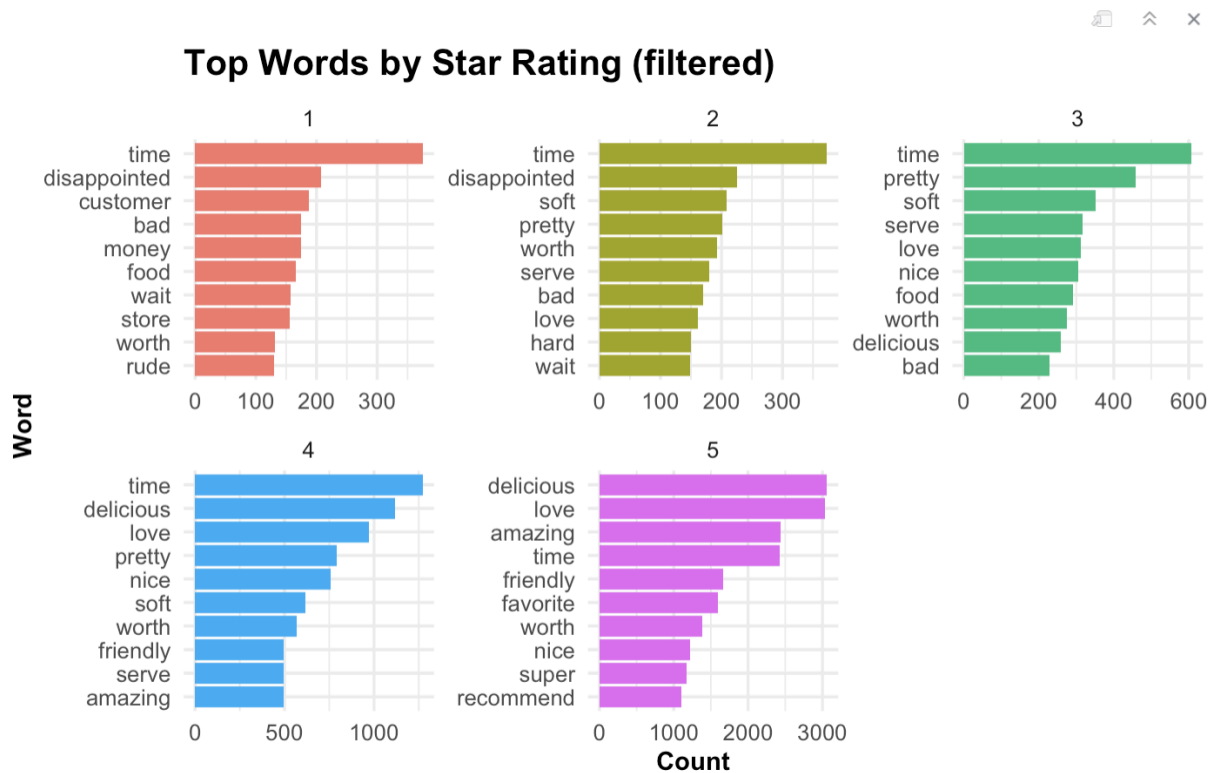 Top Words by Star Rating (filtered)
1
time
disappointed
customer
bad
money
food
wait
store
worth
rude
0 100 200 300
2
time
disappointed
soft
pretty
worth
serve
bad
love
hard
wait
0 100 200 300
3
time
pretty
soft
serve
love
nice
food
worth
delicious
bad
0 200 400 600
Word
4
time
delicious
love
pretty
nice
soft
worth
friendly
serve
amazing
0 500 1000
5
delicious
love
amazing
time
friendly
favorite
worth
nice
super
recommend
0 1000 2000 3000
Count